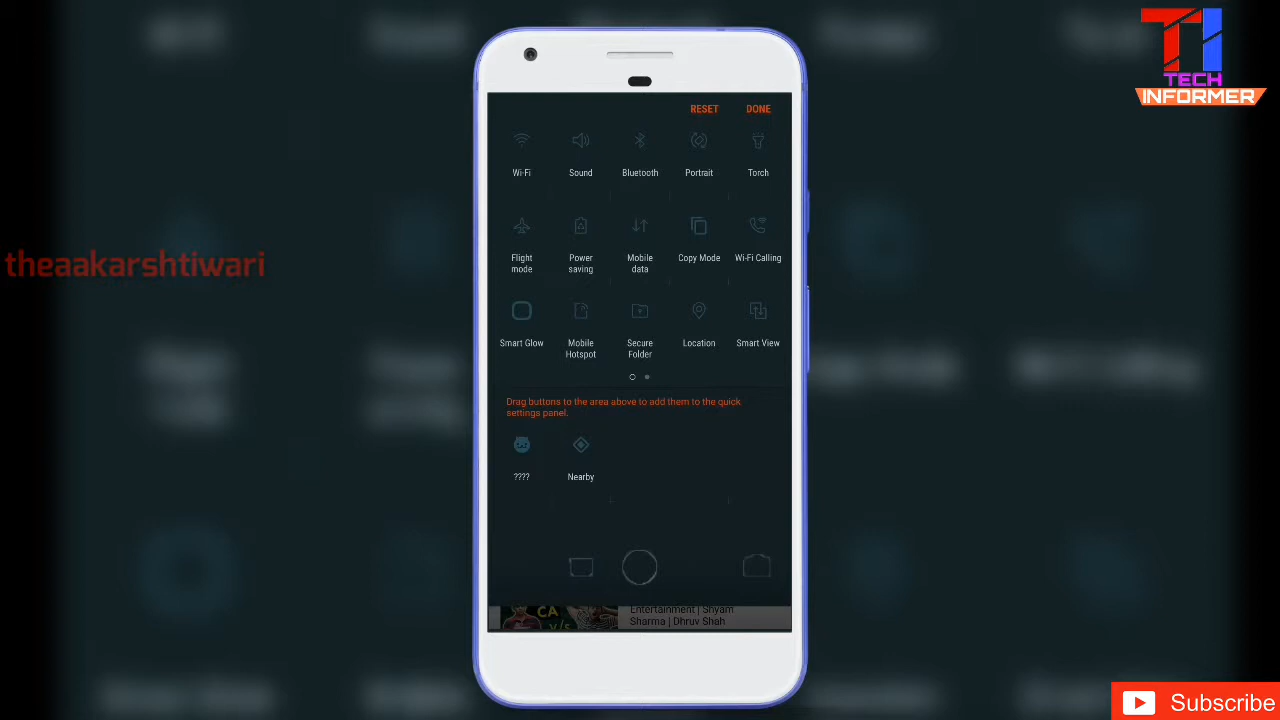 TI
TECH
INFORMER
theaakarshtiwari
RESET DONE
Wi-Fi Sound Bluetooth Portrait Torch
Flight mode Power saving Mobile data Copy Mode Wi-Fi Calling
Smart Glow Mobile Hotspot Secure Folder Location Smart View
Drag buttons to the area above to add them to the quick
settings panel.
???? Nearby
CA
V/S
Entertainment | Shyam
Sharma | Dhruv Shah
Subscribe